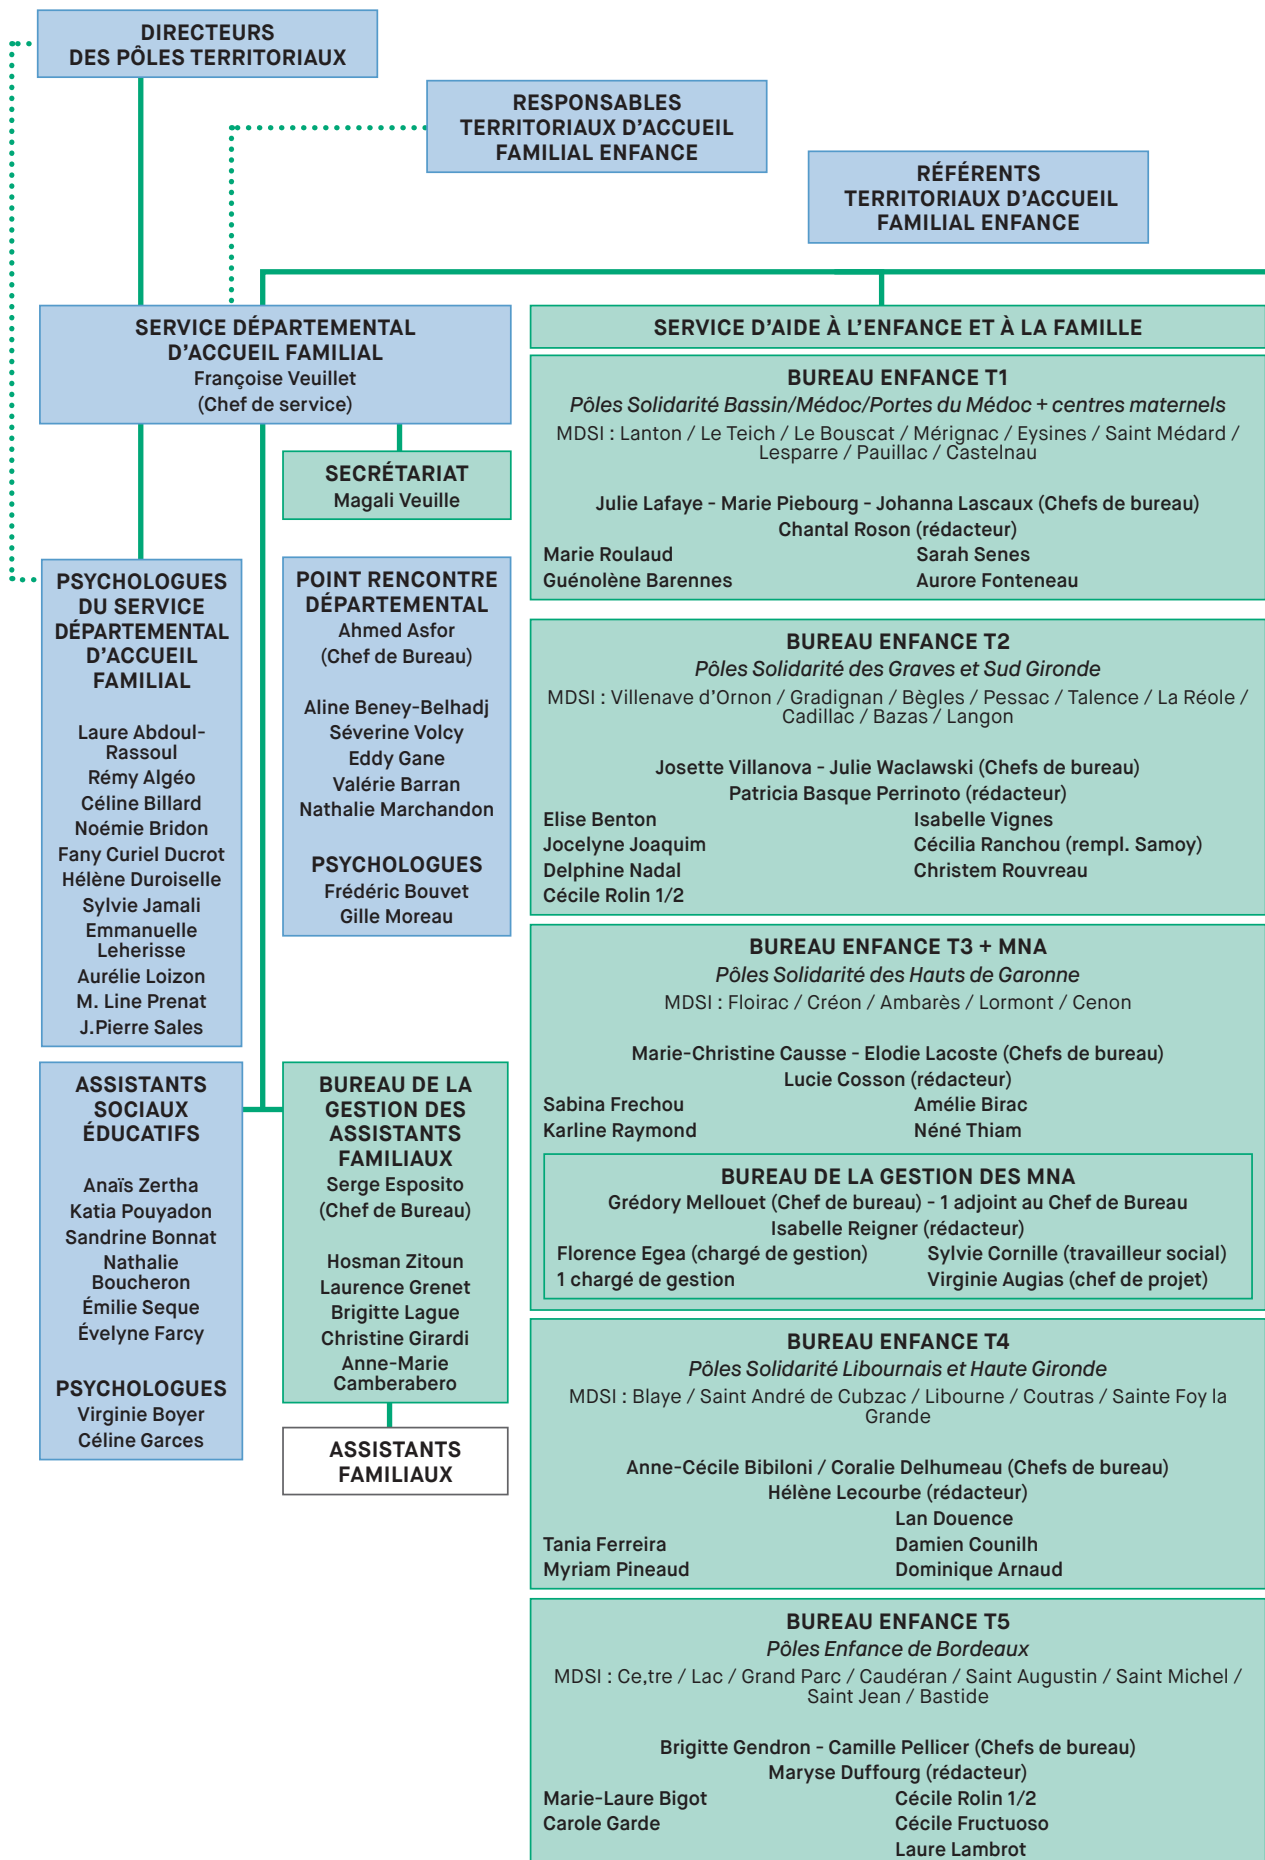 DIRECTEURS
DES PÔLES TERRITORIAUX
RESPONSABLES
TERRITORIAUX D'ACCUEIL
FAMILIAL ENFANCE
RÉFÉRENTS
TERRITORIAUX D'ACCUEIL
FAMILIAL ENFANCE
SERVICE DÉPARTEMENTAL
D'ACCUEIL FAMILIAL
Françoise Veuillet
(Chef de service)
SECRÉTARIAT
Magali Veuille
PSYCHOLOGUES
DU SERVICE
DÉPARTEMENTAL
D'ACCUEIL
FAMILIAL
Laure Abdoul-
Rassoul
Rémy Algéo
Céline Billard
Noémie Bridon
Fany Curiel Ducrot
Hélène Duroiselle
Sylvie Jamali
Emmanuelle
Leherisse
Aurélie Loizon
M. Line Prenat
J.Pierre Sales
POINT RENCONTRE
DÉPARTEMENTAL
Ahmed Asfor
(Chef de Bureau)
Aline Beney-Belhadj
Séverine Volcy
Eddy Gane
Valérie Barran
Nathalie Marchandon
PSYCHOLOGUES
Frédéric Bouvet
Gille Moreau
ASSISTANTS
SOCIAUX
ÉDUCATIFS
Anaïs Zertha
Katia Pouyadon
Sandrine Bonnat
Nathalie
Boucheron
Émilie Seque
Évelyne Farcy
PSYCHOLOGUES
Virginie Boyer
Céline Garces
BUREAU DE LA
GESTION DES
ASSISTANTS
FAMILIAUX
Serge Esposito
(Chef de Bureau)
Hosman Zitoun
Laurence Grenet
Brigitte Lague
Christine Girardi
Anne-Marie
Camberabero
ASSISTANTS
FAMILIAUX
SERVICE D'AIDE À L'ENFANCE ET À LA FAMILLE
BUREAU ENFANCE T1
Pôles Solidarité Bassin/Médoc/Portes du Médoc + centres maternels
MDSI : Lanton / Le Teich / Le Bouscat / Mérignac / Eysines / Saint Médard /
Lesparre / Pauillac / Castelnau
Julie Lafaye - Marie Piebourg - Johanna Lascaux (Chefs de bureau)
Chantal Roson (rédacteur)
Marie Roulaud Sarah Senes
Guénolène Barennes Aurore Fonteneau
BUREAU ENFANCE T2
Pôles Solidarité des Graves et Sud Gironde
MDSI : Villenave d'Ornon / Gradignan / Bègles / Pessac / Talence / La Réole /
Cadillac / Bazas / Langon
Josette Villanova - Julie Waclawski (Chefs de bureau)
Patricia Basque Perrinoto (rédacteur)
Elise Benton Isabelle Vignes
Jocelyne Joaquim Cécilia Ranchou (rempl. Samoy)
Delphine Nadal Christem Rouvreau
Cécile Rolin 1/2
BUREAU ENFANCE T3 + MNA
Pôles Solidarité des Hauts de Garonne
MDSI : Floirac / Créon / Ambarès / Lormont / Cenon
Marie-Christine Causse - Elodie Lacoste (Chefs de bureau)
Lucie Cosson (rédacteur)
Sabina Frechou Amélie Birac
Karline Raymond Néné Thiam
BUREAU DE LA GESTION DES MNA
Grédory Mellouet (Chef de bureau) - 1 adjoint au Chef de Bureau
Isabelle Reigner (rédacteur)
Florence Egea (chargé de gestion) Sylvie Cornille (travailleur social)
1 chargé de gestion Virginie Augias (chef de projet)
BUREAU ENFANCE T4
Pôles Solidarité Libournais et Haute Gironde
MDSI : Blaye / Saint André de Cubzac / Libourne / Coutras / Sainte Foy la
Grande
Anne-Cécile Bibiloni / Coralie Delhumeau (Chefs de bureau)
Hélène Lecourbe (rédacteur)
Lan Douence
Tania Ferreira Damien Counilh
Myriam Pineaud Dominique Arnaud
BUREAU ENFANCE T5
Pôles Enfance de Bordeaux
MDSI : Ce,tre / Lac / Grand Parc / Caudéran / Saint Augustin / Saint Michel /
Saint Jean / Bastide
Brigitte Gendron - Camille Pellicer (Chefs de bureau)
Maryse Duffourg (rédacteur)
Marie-Laure Bigot Cécile Rolin 1/2
Carole Garde Cécile Fructuoso
Laure Lambrot